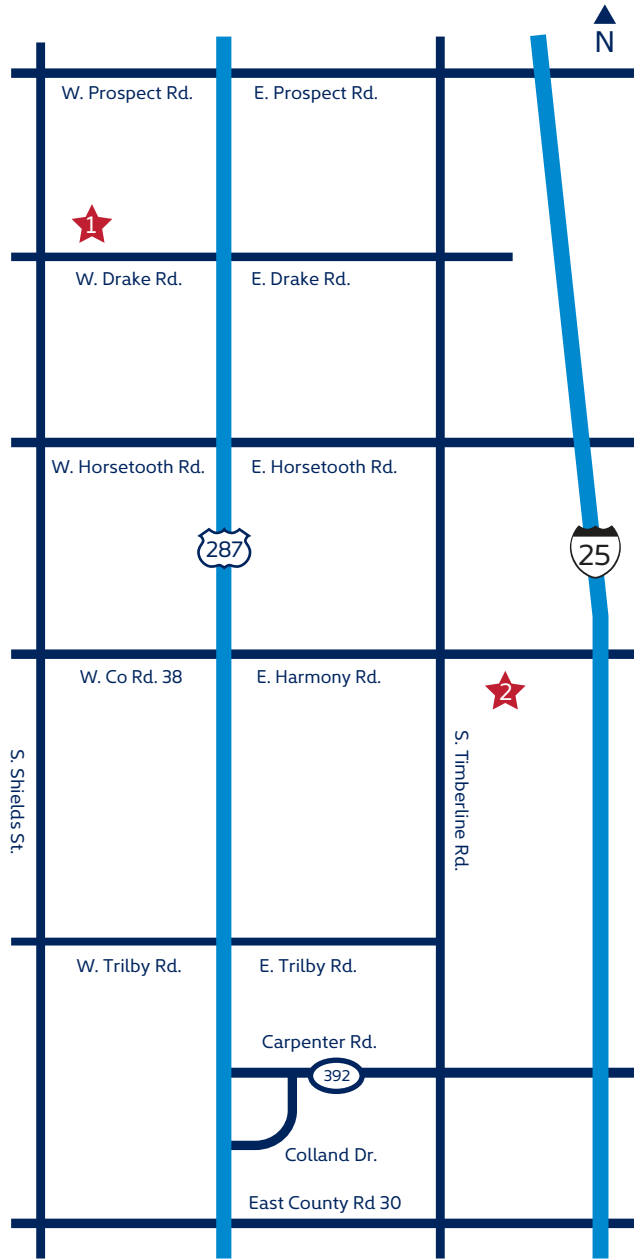 N
W. Prospect Rd.
E. Prospect Rd.
1
W. Drake Rd.
E. Drake Rd.
W. Horsetooth Rd.
E. Horsetooth Rd.
287
25
W. Co Rd. 38
E. Harmony Rd.
2
S. Shields St.
S. Timberline Rd.
W. Trilby Rd.
E. Trilby Rd.
Carpenter Rd.
392
Colland Dr.
East County Rd 30